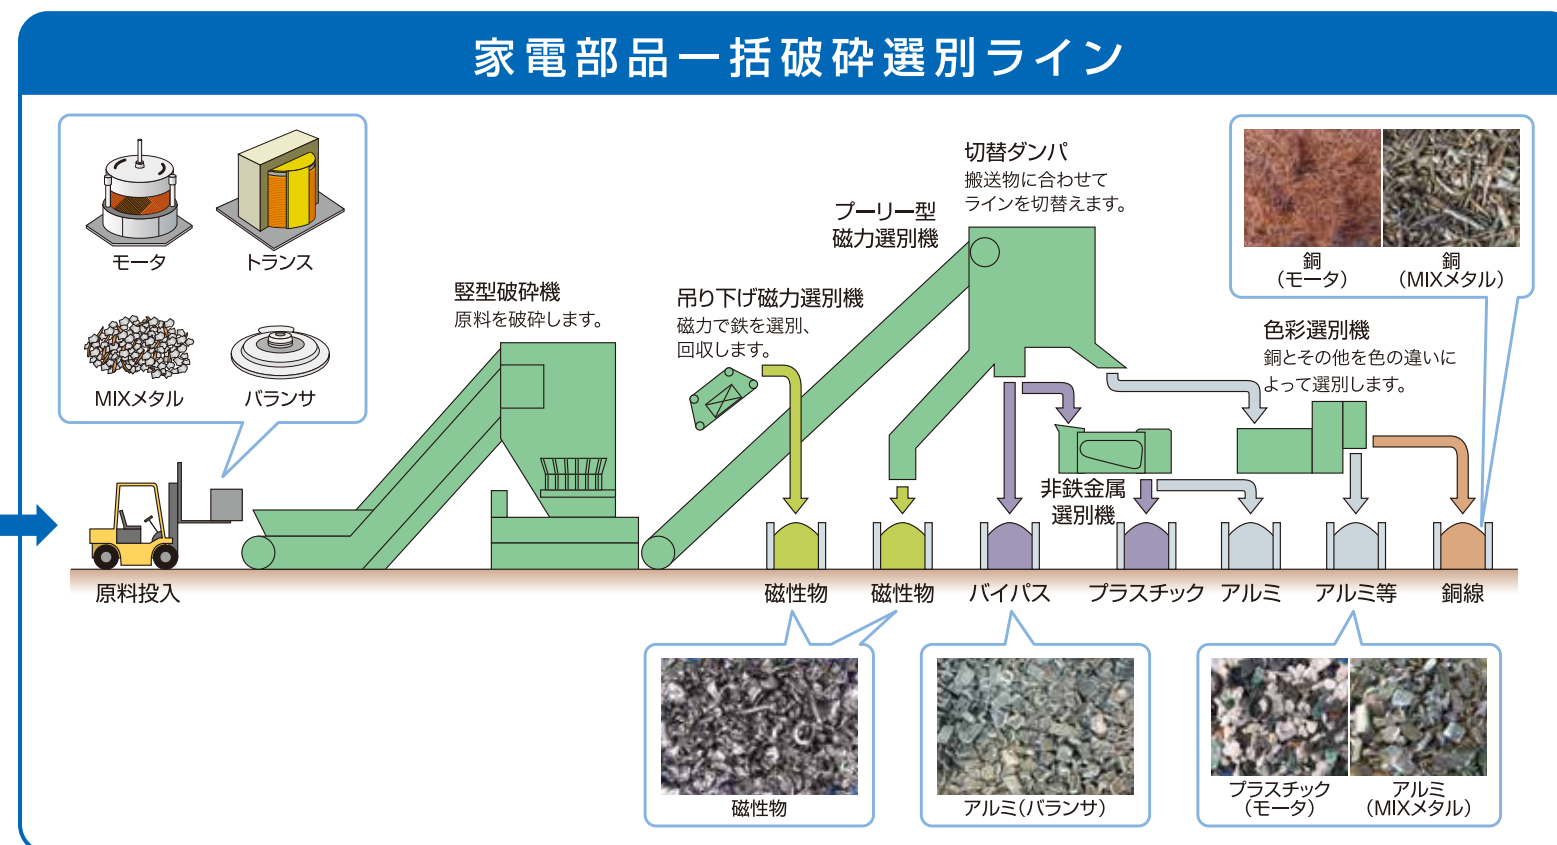 家電部品一括破砕選別ライン
モータ
トランス
MIXメタル
バランサ
原料投入
竪型破砕機
原料を破砕します。
吊り下げ磁力選別機
磁力で鉄を選別、
回収します。
プーリー型
磁力選別機
切替ダンパ
搬送物に合わせて
ラインを切替えます。
非鉄金属
選別機
色彩選別機
銅とその他を色の違いに
よって選別します。
銅
（モータ）
銅
（MIXメタル）
磁性物
磁性物
バイパス
プラスチック
アルミ
アルミ等
銅線
磁性物
アルミ（バランサ）
プラスチック
（モータ）
アルミ
（MIXメタル）